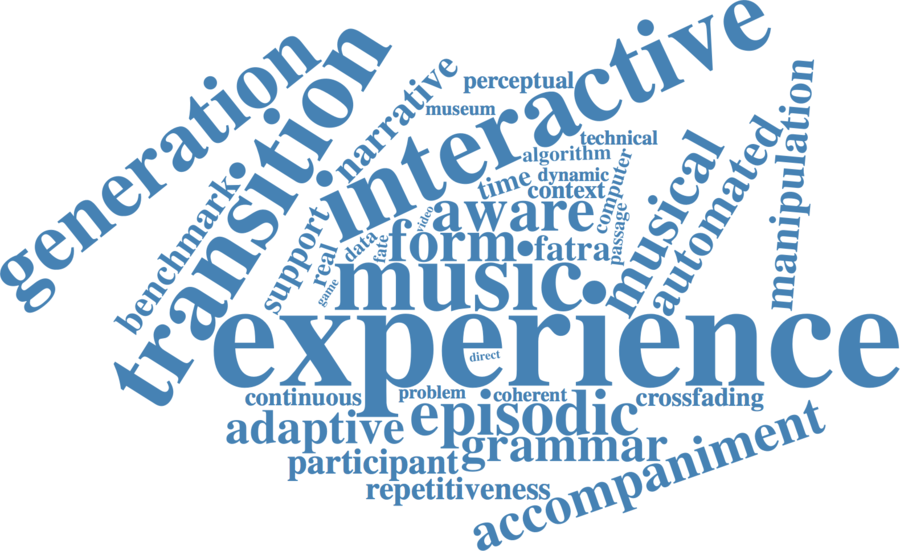 generation
transition
interactive
narrative
perceptual
museum
technical
algorithm
computer
dynamic
time
context
benchmark
support
real
data
fate
video
aware
passage
musical
automated
manipulation
form
fatra
game
music
experience
direct
continuous
problem
coherent
crossfading
adaptive
episodic
grammar
participant
repetitiveness
accompaniment